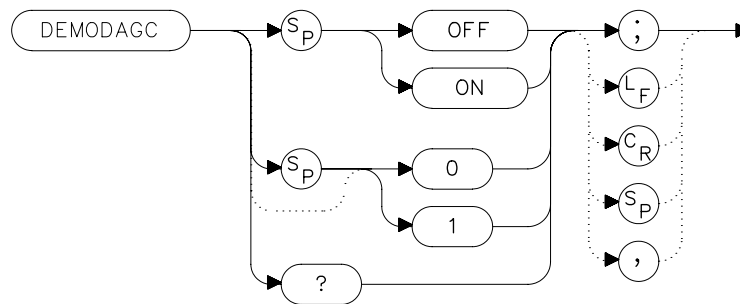 DEMODAGC
SP
OFF
ON
SP
0
1
?
;
LF
CR
SP
,